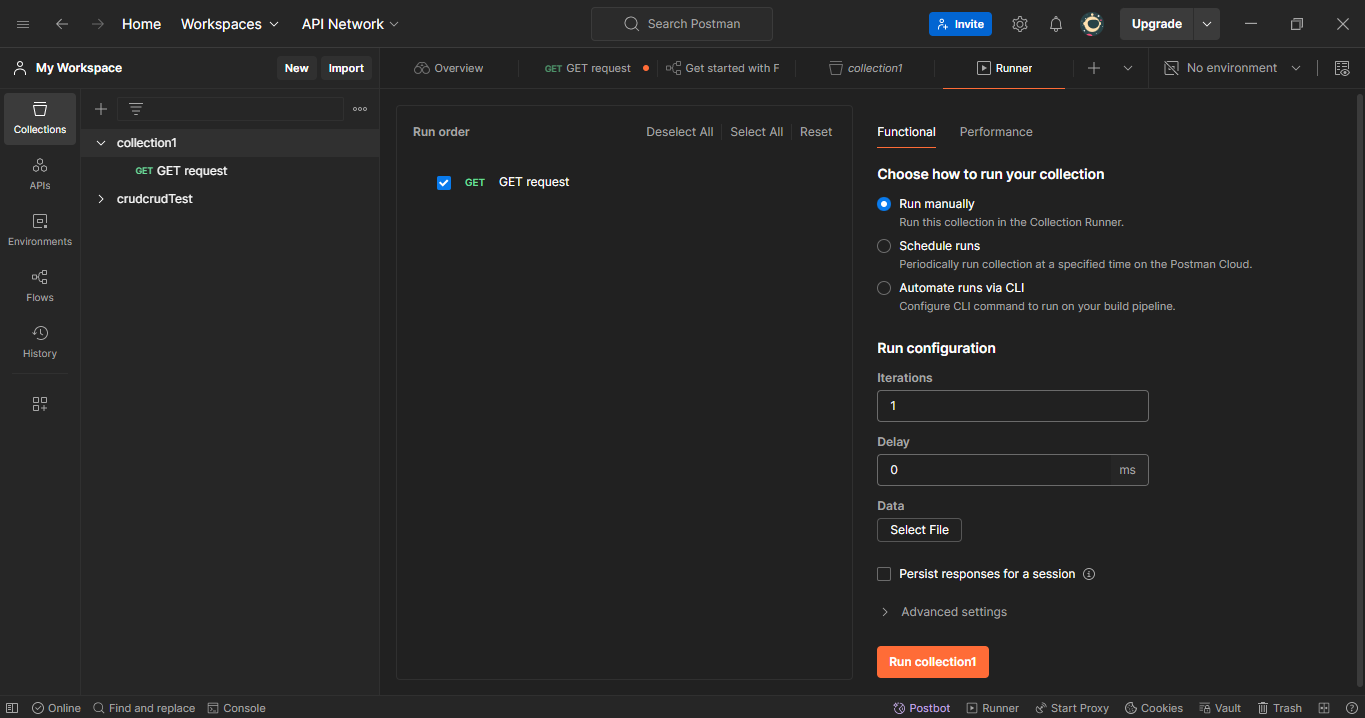 Home Workspaces API Network Search Postman Invite Upgrade
My Workspace New Import Overview GET GET request Get started with F collection1 Runner No environment
Collections
APIs
Environments
Flows
History
collection1
GET GET request
crudcrudTest
Run order Deselect All Select All Reset
GET GET request
Functional Performance
Choose how to run your collection
Run manually
Run this collection in the Collection Runner.
Schedule runs
Periodically run collection at a specified time on the Postman Cloud.
Automate runs via CLI
Configure CLI command to run on your build pipeline.
Run configuration
Iterations
1
Delay
0 ms
Data
Select File
Persist responses for a session
Advanced settings
Run collection1
Online Find and replace Console Postbot Runner Start Proxy Cookies Vault Trash